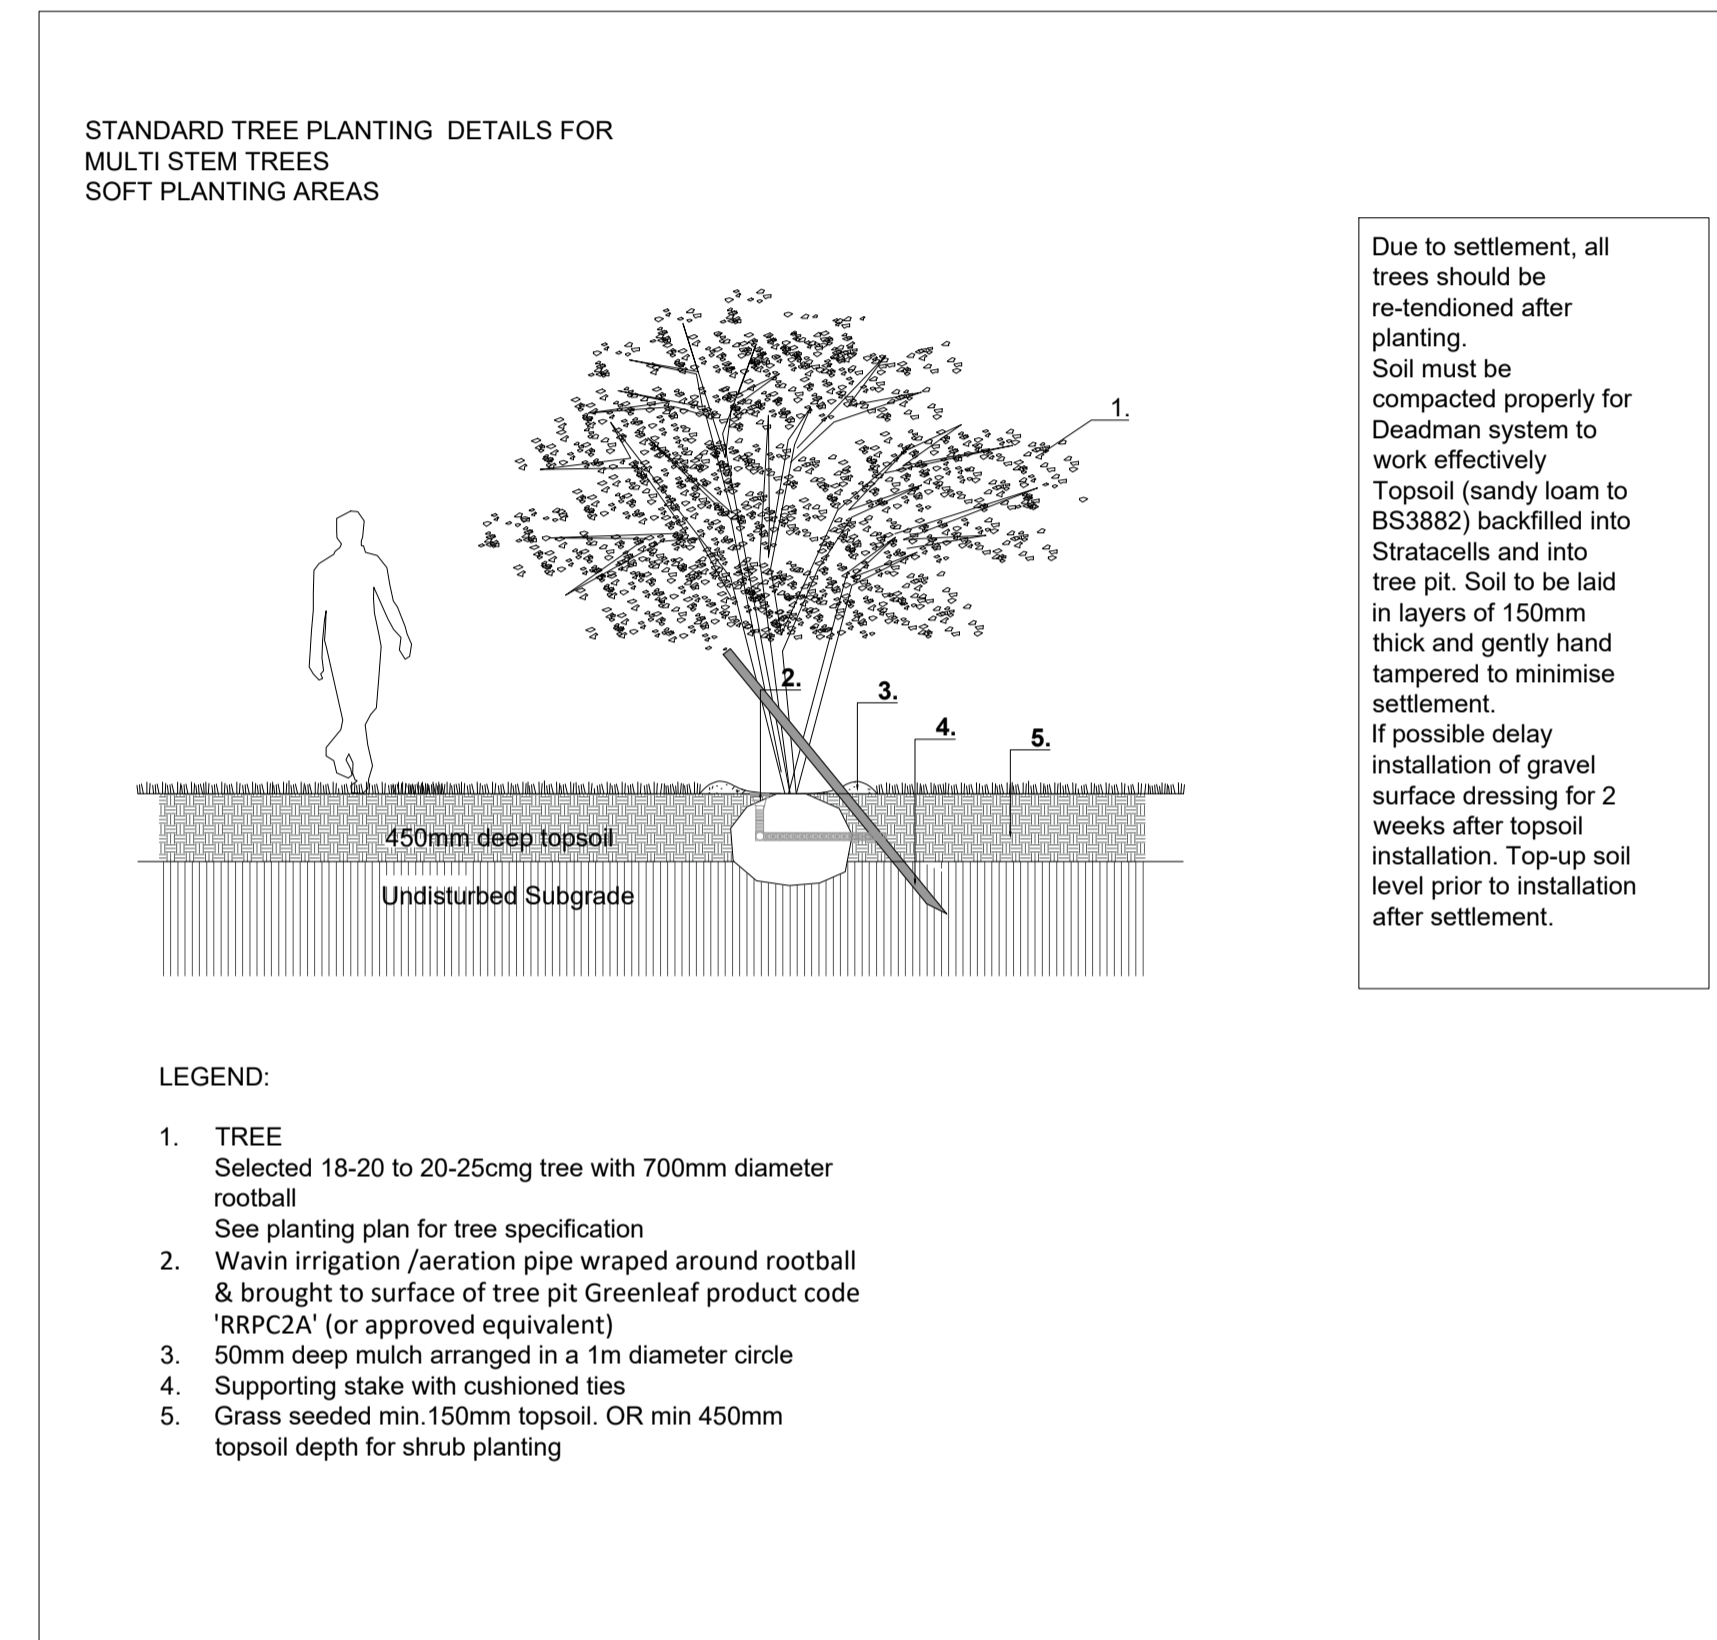 STANDARD TREE PLANTING  DETAILS FOR
MULTI STEM TREES
SOFT PLANTING AREAS
Due to settlement, all
trees should be
re-tendioned after
planting.
Soil must be
compacted properly for
Deadman system to
work effectively
Topsoil (sandy loam to
BS3882) backfilled into
Stratacells and into
tree pit. Soil to be laid
in layers of 150mm
thick and gently hand
tampered to minimise
settlement.
If possible delay
installation of gravel
surface dressing for 2
weeks after topsoil
installation. Top-up soil
level prior to installation
after settlement.
1.
2.
3.
4.
5.
450mm deep topsoil
Undisturbed Subgrade
LEGEND:
1. TREE
Selected 18-20 to 20-25cmg tree with 700mm diameter
rootball
See planting plan for tree specification
2. Wavin irrigation /aeration pipe wraped around rootball
& brought to surface of tree pit Greenleaf product code
'RRPC2A' (or approved equivalent)
3. 50mm deep mulch arranged in a 1m diameter circle
4. Supporting stake with cushioned ties
5. Grass seeded min.150mm topsoil. OR min 450mm
topsoil depth for shrub planting